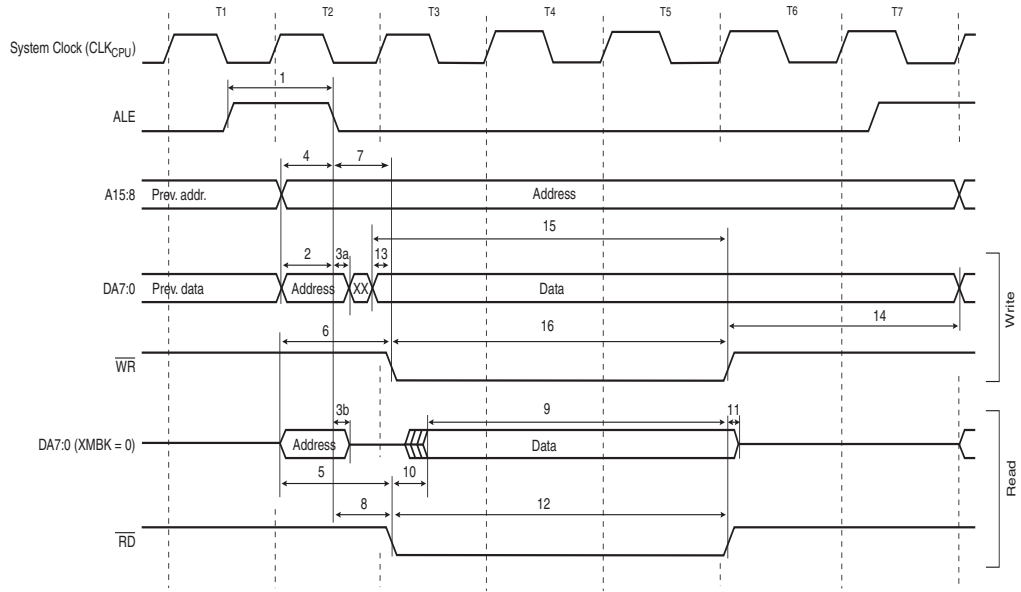 T1 T2 T3 T4 T5 T6 T7
System Clock (CLKCPU)
1
ALE
4 7
A15:8 Prev. addr. Address
15
2 3a 13
DA7:0 Prev. data Address XX Data
14
6 16
WR
Write
3b 9 11
DA7:0 (XMBK = 0) Address Data
5 10
8 12
RD
Read